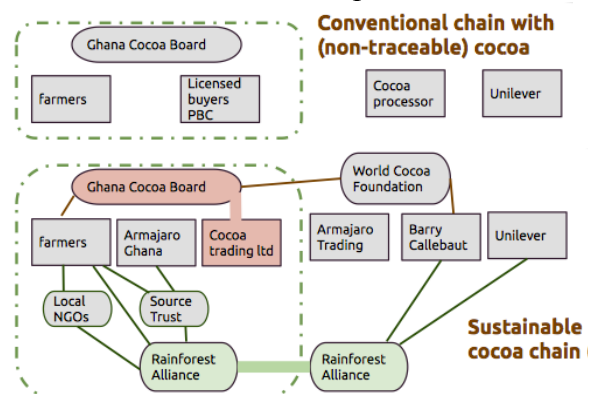 Conventional chain with
(non-traceable) cocoa
Ghana Cocoa Board
farmers
Licensed
buyers
PBC
Cocoa
processor
Unilever
Ghana Cocoa Board
World Cocoa
Foundation
farmers
Armajaro
Ghana
Cocoa
trading ltd
Armajaro
Trading
Barry
Callebaut
Unilever
Local
NGOs
Source
Trust
Rainforest
Alliance
Rainforest
Alliance
Sustainable
cocoa chain (